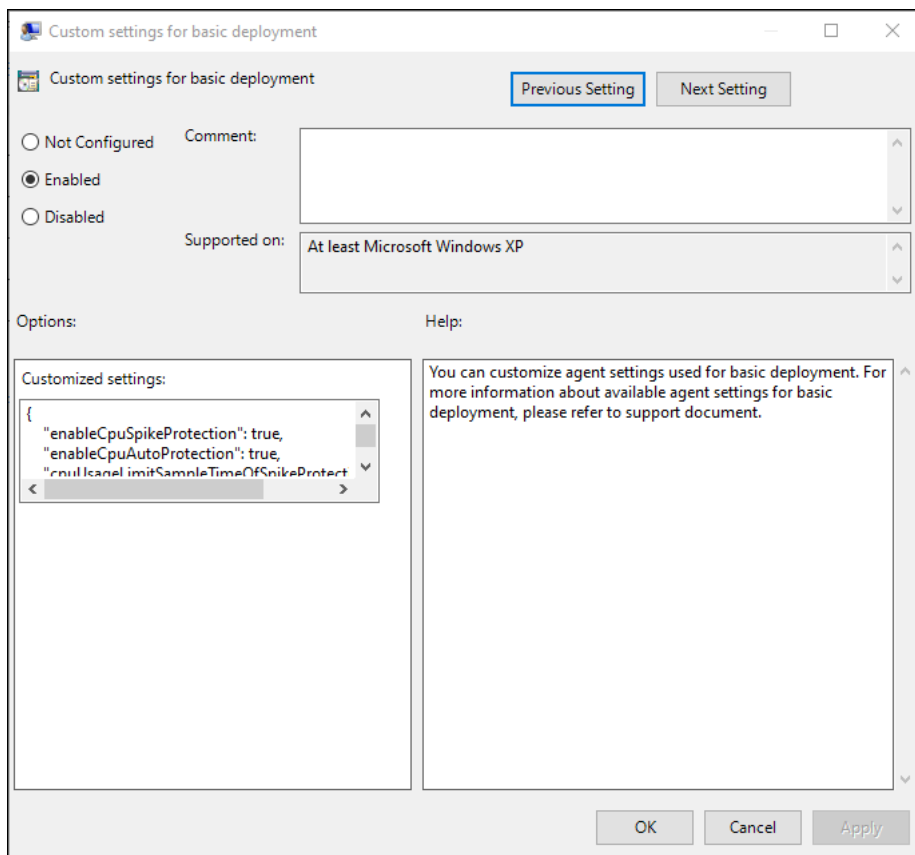 Custom settings for basic deployment
Custom settings for basic deployment
Previous Setting
Next Setting
Not Configured
Enabled
Disabled
Comment:
Supported on:
At least Microsoft Windows XP
Options:
Help:
Customized settings:
{
"enableCpuSpikeProtection": true,
"enableCpuAutoProtection": true,
"cpuUsageLimitSampleTimeOfSpikeProtect
You can customize agent settings used for basic deployment. For
more information about available agent settings for basic
deployment, please refer to support document.
OK
Cancel
Apply